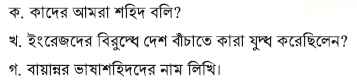 ক. কাদের আমরা শহিদ বলি?
খ. ইংরেজদের বিরুদ্ধে দেশ বাঁচাতে কারা যুদ্ধ করেছিলেন?
গ. বায়ান্নর ভাষাশহিদদের নাম লিখি।